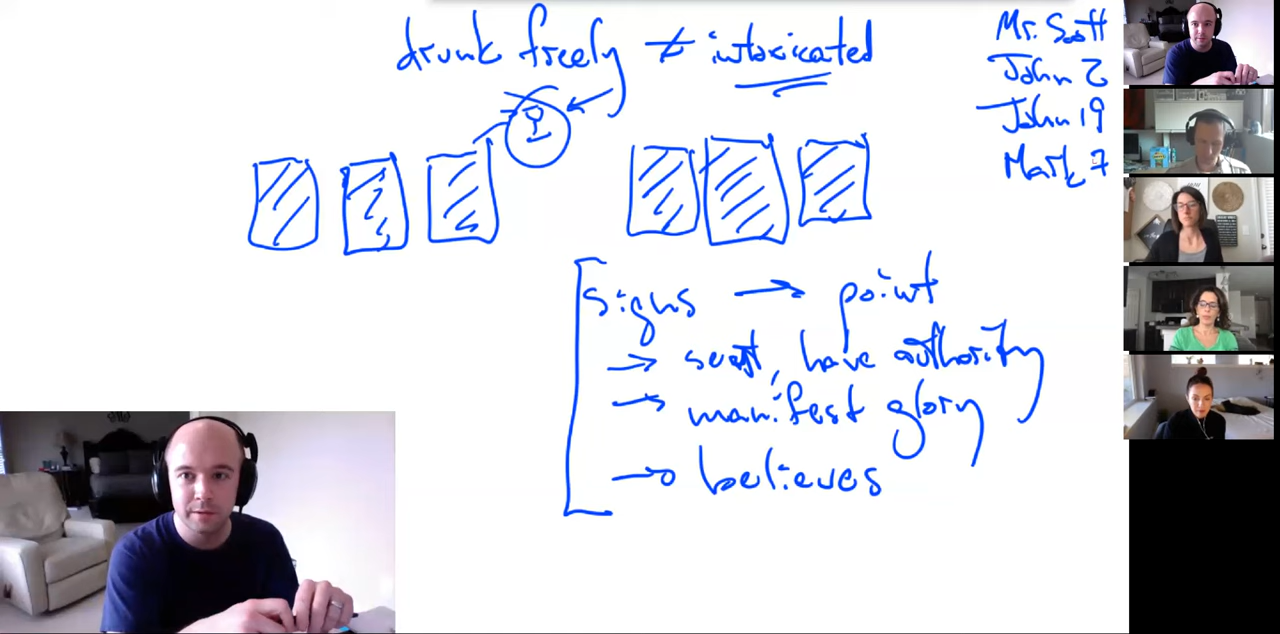 drunk freely ≠ intoxicated
Mr. Scott
John 2
John 19
Mark 7
signs → point
→ sent, have authority
→ manifest glory
→ believes